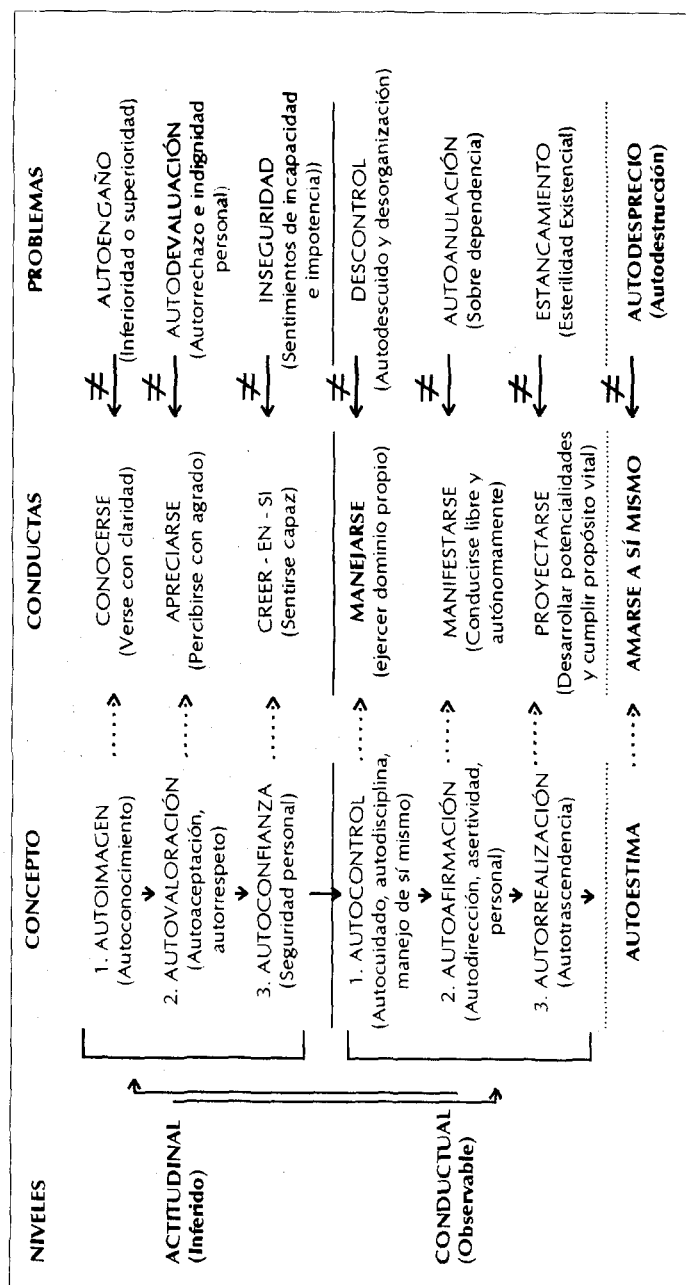 NIVELES
CONCEPTO
CONDUCTAS
PROBLEMAS
ACTITUDINAL
(Inferido)
1. AUTOIMAGEN
(Autoconocimiento)
CONOCERSE
(Verse con claridad)
AUTOENGAÑO
(Inferioridad o superioridad)
2. AUTOVALORACIÓN
(Autoaceptación,
autorrespeto)
APRECIARSE
(Percibirse con agrado)
AUTODEVALUACIÓN
(Autorrechazo e indignidad
personal)
3. AUTOCONFIANZA
(Seguridad personal)
CREER - EN - SI
(Sentirse capaz)
INSEGURIDAD
(Sentimientos de incapacidad
e impotencia))
CONDUCTUAL
(Observable)
1. AUTOCONTROL
(Autocuidado, autodisciplina,
manejo de sí mismo)
MANEJARSE
(ejercer dominio propio)
DESCONTROL
(Autodescuido y desorganización)
2. AUTOAFIRMACIÓN
(Autodirección, asertividad,
personal)
MANIFESTARSE
(Conducirse libre y
autónomamente)
AUTOANULACIÓN
(Sobre dependencia)
3. AUTORREALIZACIÓN
(Autotrascendencia)
PROYECTARSE
(Desarrollar potencialidades
y cumplir propósito vital)
ESTANCAMIENTO
(Esterilidad Existencial)
AUTOESTIMA
AMARSE A SÍ MISMO
AUTODESPRECIO
(Autodestrucción)